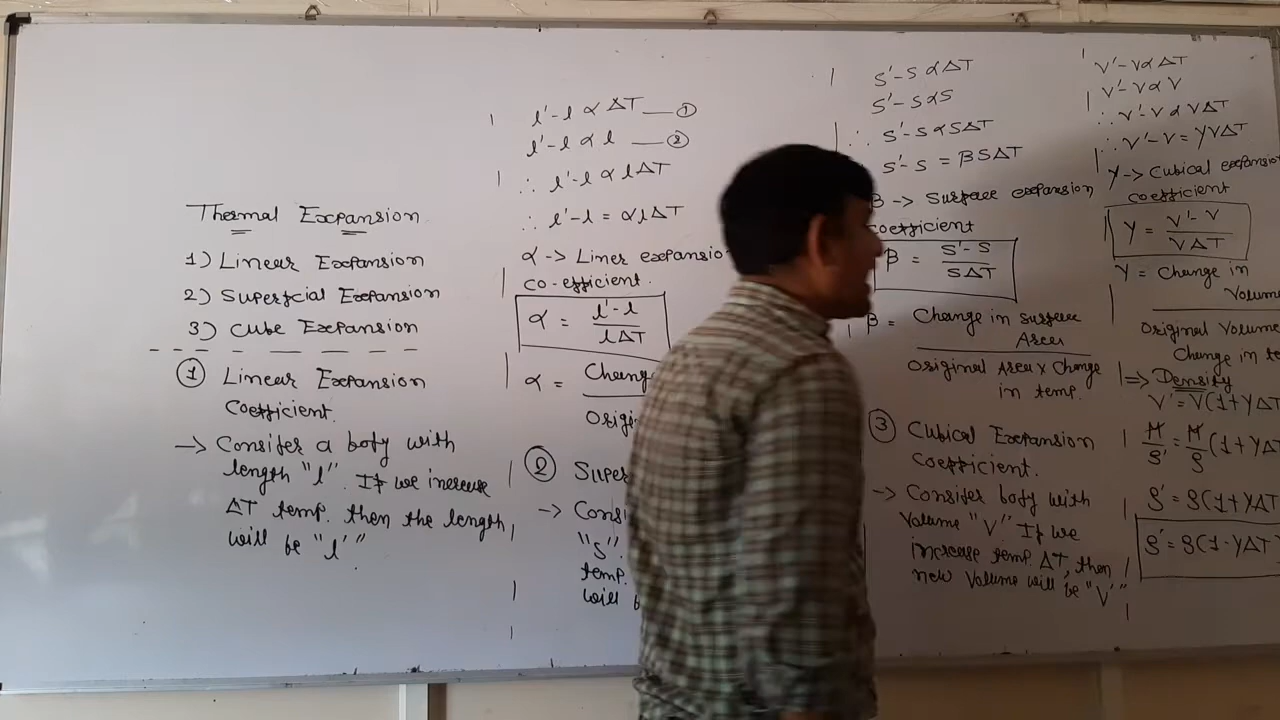 Thermal Expansion
1) Linear Expansion
2) Superfcial Expansion
3) Cube Expansion
① Linear Expansion
Coefficient.
→ Consider a body with
length "l". If we increase
ΔT temp. then the length
will be "l'".
l'-l α ΔT —①
l'-l α l —②
∴ l'-l α lΔT
∴ l'-l = αlΔT
α -> Liner expansio
co-efficient.
α = l'-l / lΔT
α = Chang
Origi
② Super
→ Cons
"S".
temp.
will b
S'-S α ΔT
S'-S α S
∴ S'-S α SΔT
S'-S = βSΔT
β -> Surface expansion
coefficient
β = S'-S / SΔT
β = Change in surface
Area
Original Area x Change
in temp.
③ Cubical Expansion
Coefficient.
→ Consider body with
Volume "V". If we
increase temp. ΔT, then
new Volume will be "V'"
V'-V α ΔT
V'-V α V
∴ V'-V α VΔT
∴ V'-V = γVΔT
γ -> Cubical expansio
coefficient
γ = V'-V / VΔT
γ = Change in
Volume
Original Volume
Change in te
=> Density
V' = V(1+γΔT
M/ρ' = M/ρ (1+γΔT
ρ' = ρ(1+γΔT
ρ' = ρ(1-γΔT)